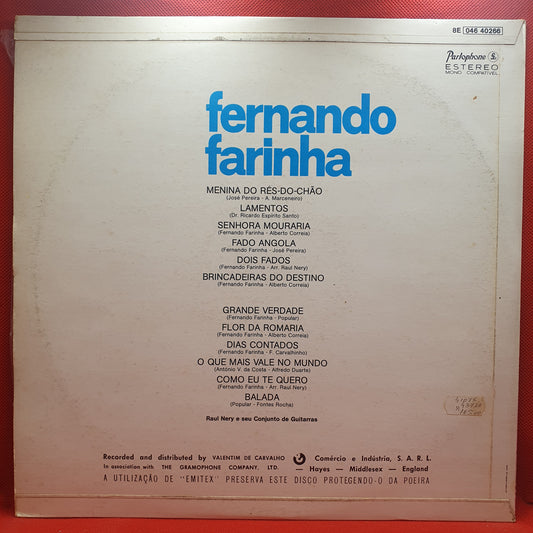 8E 046 40266
Parlophone
ESTEREO
MONO COMPATÍVEL
fernando
farinha
MENINA DO RÉS-DO-CHÃO
(José Pereira - A. Marceneiro)
LAMENTOS
(Dr. Ricardo Espírito Santo)
SENHORA MOURARIA
(Fernando Farinha - Alberto Correia)
FADO ANGOLA
(Fernando Farinha - José Pereira)
DOIS FADOS
(Fernando Farinha - Arr. Raul Nery)
BRINCADEIRAS DO DESTINO
(Fernando Farinha - Alberto Correia)
GRANDE VERDADE
(Fernando Farinha - Popular)
FLOR DA ROMARIA
(Fernando Farinha - Alberto Correia)
DIAS CONTADOS
(Fernando Farinha - F. Carvalhinho)
O QUE MAIS VALE NO MUNDO
(António V. da Costa - Alfredo Duarte)
COMO EU TE QUERO
(Fernando Farinha - Arr. Raul Nery)
BALADA
(Popular - Fontes Rocha)
Raul Nery e seu Conjunto de Guitarras
Recorded and distributed by VALENTIM DE CARVALHO Comércio e Indústria, S. A. R. L.
In association with THE GRAMOPHONE COMPANY, LTD. — Hayes — Middlesex — England
A UTILIZAÇÃO DE "EMITEX" PRESERVA ESTE DISCO PROTEGENDO-O DA POEIRA